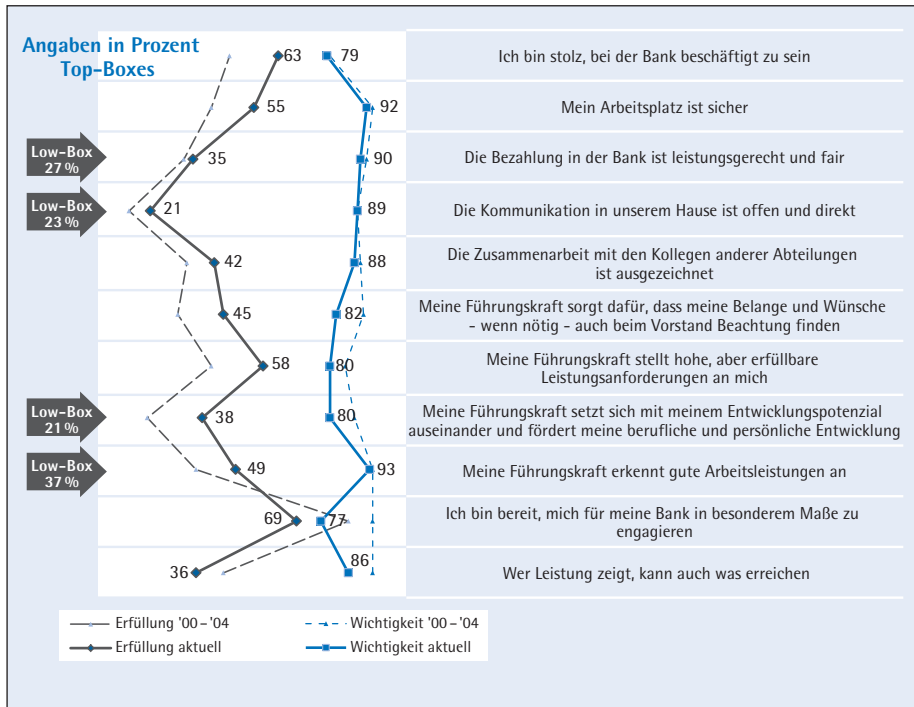 Angaben in Prozent
Top-Boxes
63
79
Ich bin stolz, bei der Bank beschäftigt zu sein
55
92
Mein Arbeitsplatz ist sicher
Low-Box
27 %
35
90
Die Bezahlung in der Bank ist leistungsgerecht und fair
Low-Box
23 %
21
89
Die Kommunikation in unserem Hause ist offen und direkt
42
88
Die Zusammenarbeit mit den Kollegen anderer Abteilungen
ist ausgezeichnet
45
82
Meine Führungskraft sorgt dafür, dass meine Belange und Wünsche
- wenn nötig - auch beim Vorstand Beachtung finden
58
80
Meine Führungskraft stellt hohe, aber erfüllbare
Leistungsanforderungen an mich
Low-Box
21 %
38
80
Meine Führungskraft setzt sich mit meinem Entwicklungspotenzial
auseinander und fördert meine berufliche und persönliche Entwicklung
Low-Box
37 %
49
93
Meine Führungskraft erkennt gute Arbeitsleistungen an
69
77
Ich bin bereit, mich für meine Bank in besonderem Maße zu
engagieren
36
86
Wer Leistung zeigt, kann auch was erreichen
Erfüllung '00–'04
Wichtigkeit '00–'04
Erfüllung aktuell
Wichtigkeit aktuell